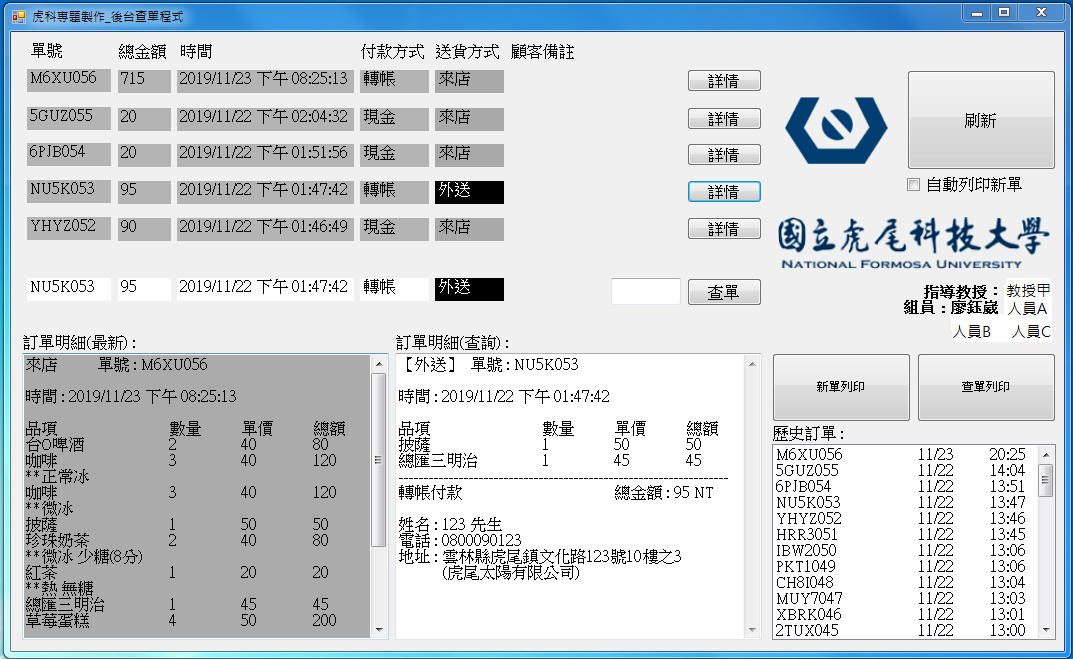 虎科專題製作_後台查單程式
單號 總金額 時間 付款方式 送貨方式 顧客備註
M6XU056 715 2019/11/23 下午 08:25:13 轉帳 來店 詳情
5GUZ055 20 2019/11/22 下午 02:04:32 現金 來店 詳情
6PJB054 20 2019/11/22 下午 01:51:56 現金 來店 詳情
NU5K053 95 2019/11/22 下午 01:47:42 轉帳 外送 詳情
YHYZ052 90 2019/11/22 下午 01:46:49 現金 來店 詳情
NU5K053 95 2019/11/22 下午 01:47:42 轉帳 外送 查單
刷新
自動列印新單
國立虎尾科技大學
NATIONAL FORMOSA UNIVERSITY
指導教授：教授甲
組員：廖鈺崴 人員A
人員B 人員C
訂單明細(最新)：
來店 單號：M6XU056
時間：2019/11/23 下午 08:25:13
品項 數量 單價 總額
台O啤酒 2 40 80
咖啡 3 40 120
**正常冰
咖啡 3 40 120
**微冰
披薩 1 50 50
珍珠奶茶 2 40 80
**微冰 少糖(8分)
紅茶 1 20 20
**熱 無糖
總匯三明治 1 45 45
草莓蛋糕 4 50 200
訂單明細(查詢)：
【外送】 單號：NU5K053
時間：2019/11/22 下午 01:47:42
品項 數量 單價 總額
披薩 1 50 50
總匯三明治 1 45 45
--------------------------------------------------------------
轉帳付款 總金額：95 NT
姓名：123 先生
電話：0800090123
地址：雲林縣虎尾鎮文化路123號10樓之3
(虎尾太陽有限公司)
新單列印 查單列印
歷史訂單：
M6XU056 11/23 20:25
5GUZ055 11/22 14:04
6PJB054 11/22 13:51
NU5K053 11/22 13:47
YHYZ052 11/22 13:46
HRR3051 11/22 13:45
IBW2050 11/22 13:06
PKT1049 11/22 13:06
CH8I048 11/22 13:04
MUY7047 11/22 13:03
XBRK046 11/22 13:01
2TUX045 11/22 13:00